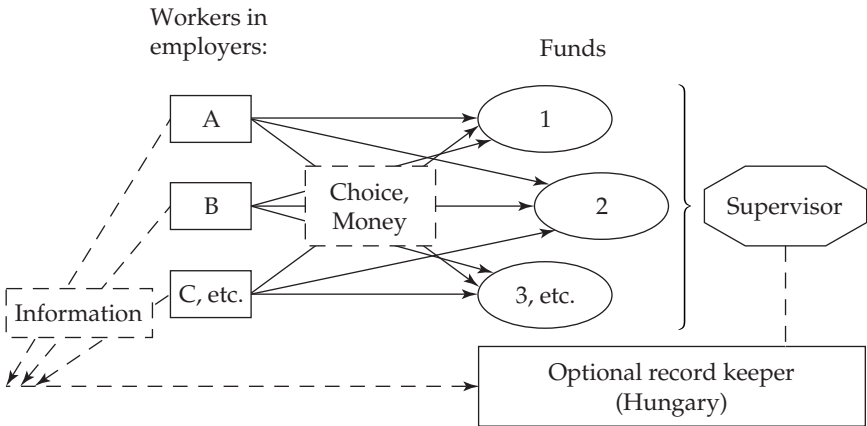 Workers in
employers:
Funds
A
1
Choice,
Money
B
2
Supervisor
C, etc.
3, etc.
Information
Optional record keeper
(Hungary)